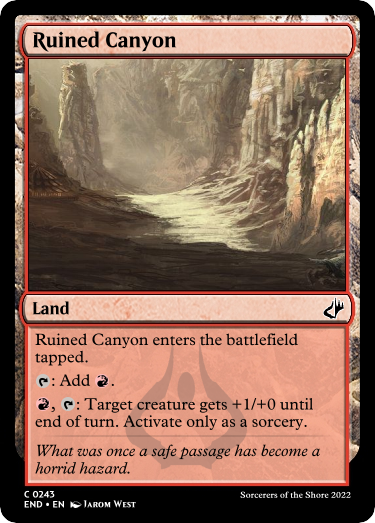 Ruined Canyon
Land
Ruined Canyon enters the battlefield
tapped.
: Add .
, : Target creature gets +1/+0 until
end of turn. Activate only as a sorcery.
What was once a safe passage has become a
horrid hazard.
C 0243
END • EN Jarom West
Sorcerers of the Shore 2022